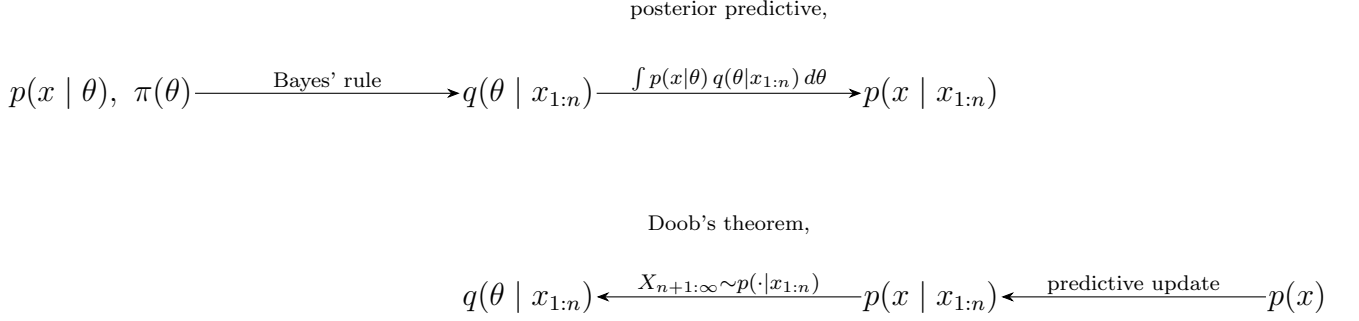 posterior predictive,
Bayes' rule
∫ p(x|θ) q(θ|x₁:ₙ) dθ
p(x | θ), π(θ) → q(θ | x₁:ₙ) → p(x | x₁:ₙ)
Doob's theorem,
Xₙ₊₁:∞∼p(·|x₁:ₙ)
predictive update
q(θ | x₁:ₙ) ← p(x | x₁:ₙ) ← p(x)